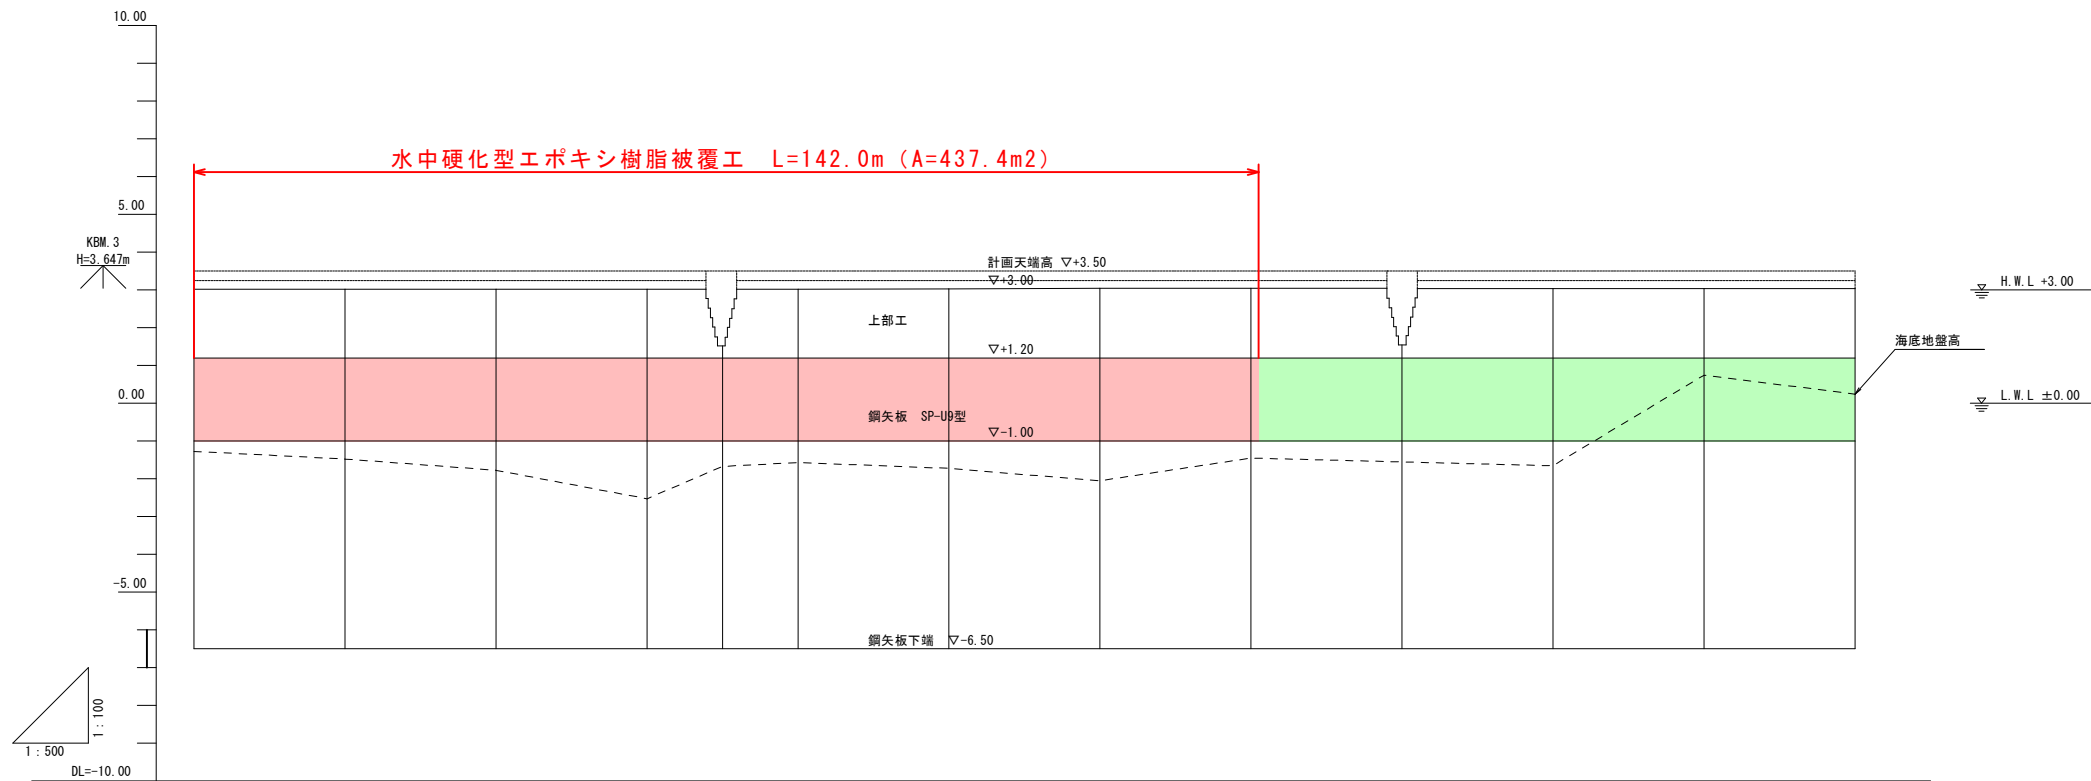 10.00
水中硬化型エポキシ樹脂被覆工　L=142.0m（A=437.4m2）
5.00
KBM.3
H=3.647m
計画天端高 ▽+3.50
▽+3.00
H.W.L +3.00
上部工
▽+1.20
海底地盤高
0.00
L.W.L ±0.00
鋼矢板　SP-U9型
▽-1.00
-5.00
鋼矢板下端　▽-6.50
1：100
1：500
DL=-10.00